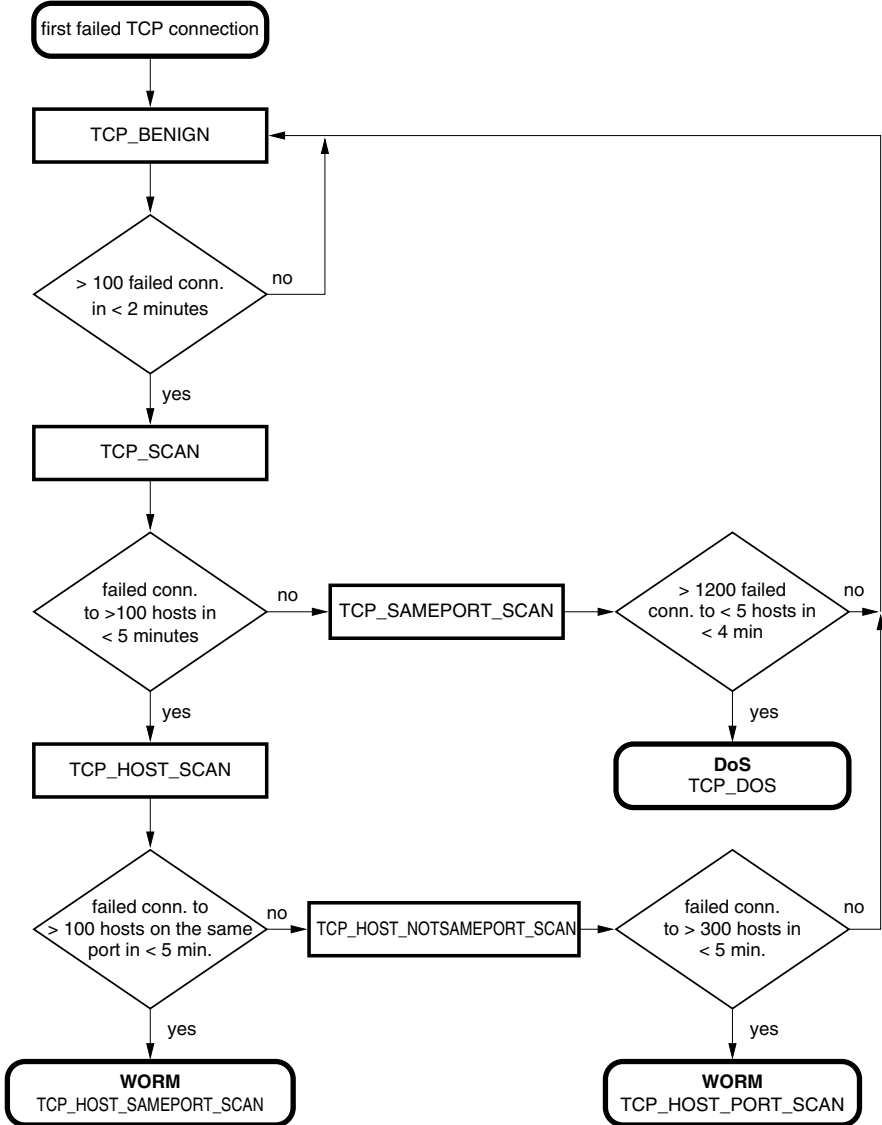 first failed TCP connection
TCP_BENIGN
> 100 failed conn.
in < 2 minutes
no
yes
TCP_SCAN
failed conn.
to >100 hosts in
< 5 minutes
no
TCP_SAMEPORT_SCAN
> 1200 failed
conn. to < 5 hosts in
< 4 min
no
yes
yes
TCP_HOST_SCAN
DoS
TCP_DOS
failed conn. to
> 100 hosts on the same
port in < 5 min.
no
TCP_HOST_NOTSAMEPORT_SCAN
failed conn.
to > 300 hosts in
< 5 min.
no
yes
yes
WORM
TCP_HOST_SAMEPORT_SCAN
WORM
TCP_HOST_PORT_SCAN